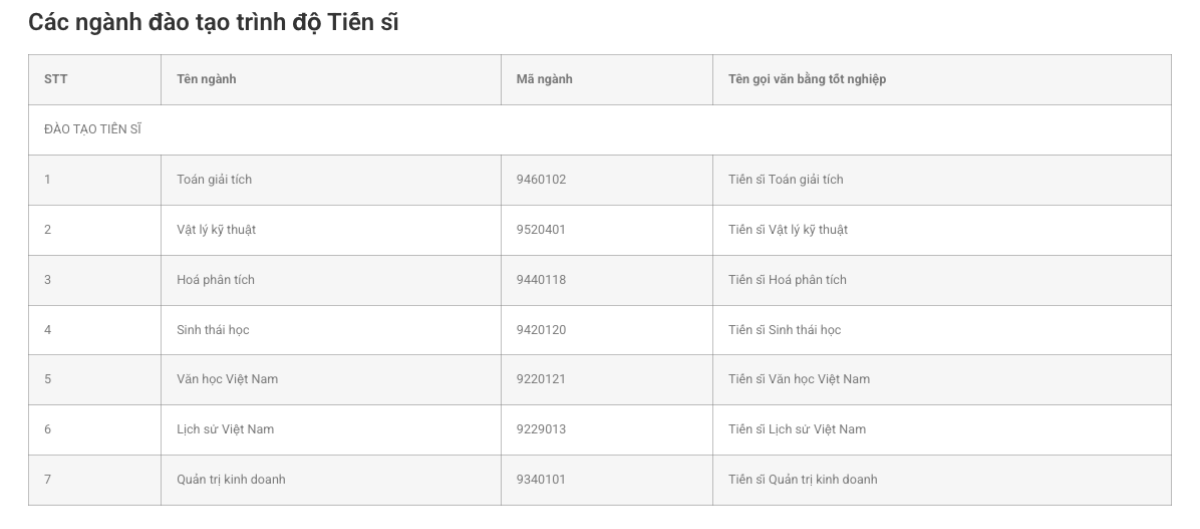 Các ngành đào tạo trình độ Tiến sĩ
STT Tên ngành Mã ngành Tên gọi văn bằng tốt nghiệp
ĐÀO TẠO TIẾN SĨ
1 Toán giải tích 9460102 Tiến sĩ Toán giải tích
2 Vật lý kỹ thuật 9520401 Tiến sĩ Vật lý kỹ thuật
3 Hoá phân tích 9440118 Tiến sĩ Hoá phân tích
4 Sinh thái học 9420120 Tiến sĩ Sinh thái học
5 Văn học Việt Nam 9220121 Tiến sĩ Văn học Việt Nam
6 Lịch sử Việt Nam 9229013 Tiến sĩ Lịch sử Việt Nam
7 Quản trị kinh doanh 9340101 Tiến sĩ Quản trị kinh doanh